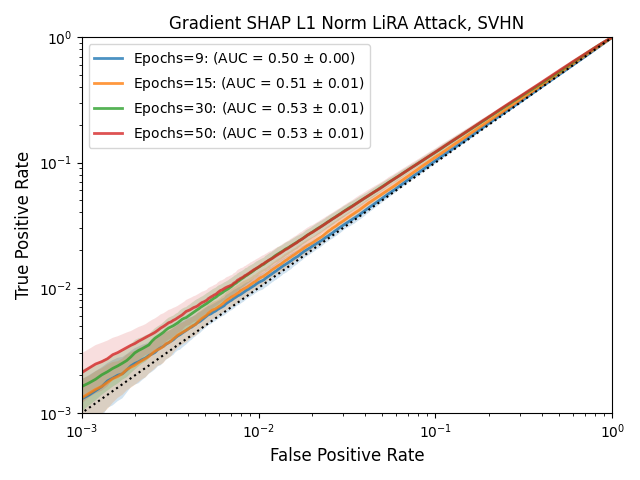 Gradient SHAP L1 Norm LiRA Attack, SVHN
10⁰
Epochs=9: (AUC = 0.50 ± 0.00)
Epochs=15: (AUC = 0.51 ± 0.01)
Epochs=30: (AUC = 0.53 ± 0.01)
Epochs=50: (AUC = 0.53 ± 0.01)
10⁻¹
True Positive Rate
10⁻²
10⁻³
10⁻³ 10⁻² 10⁻¹ 10⁰
False Positive Rate